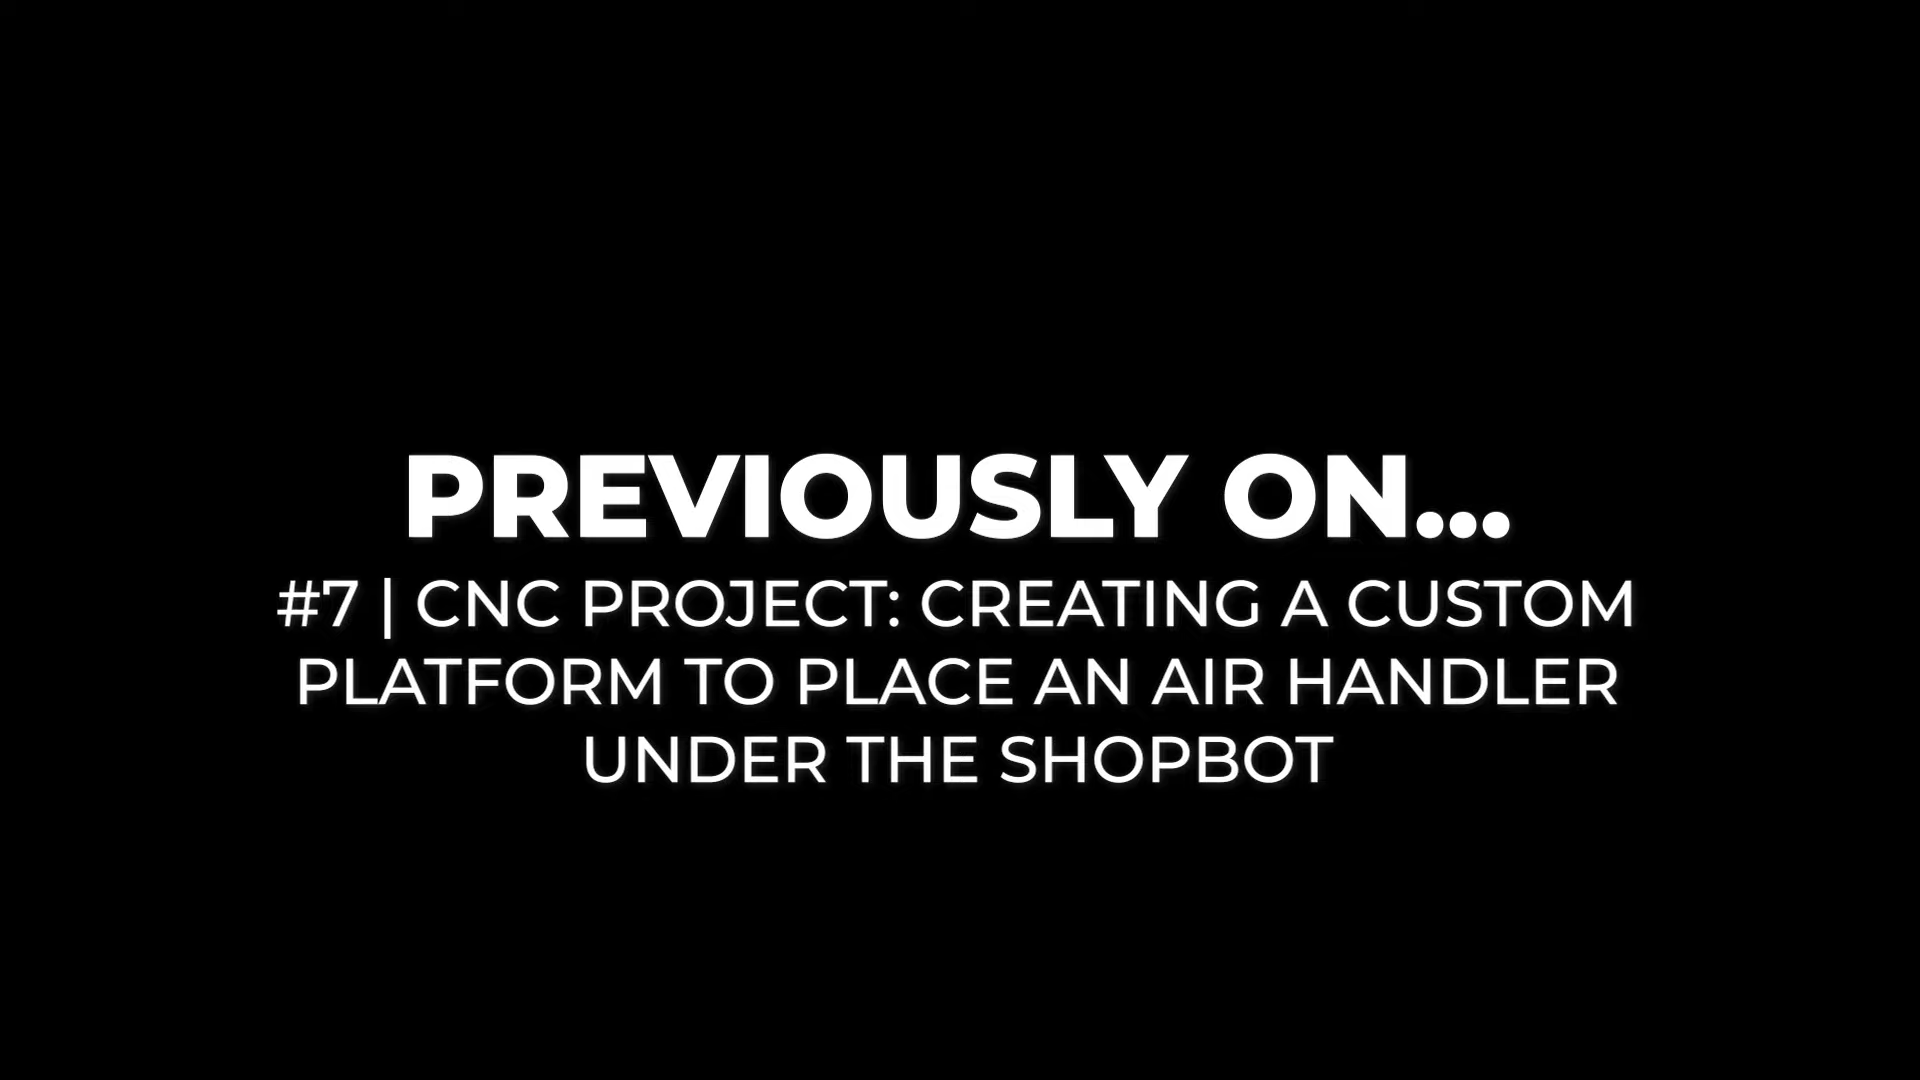 PREVIOUSLY ON...
#7 | CNC PROJECT: CREATING A CUSTOM
PLATFORM TO PLACE AN AIR HANDLER
UNDER THE SHOPBOT